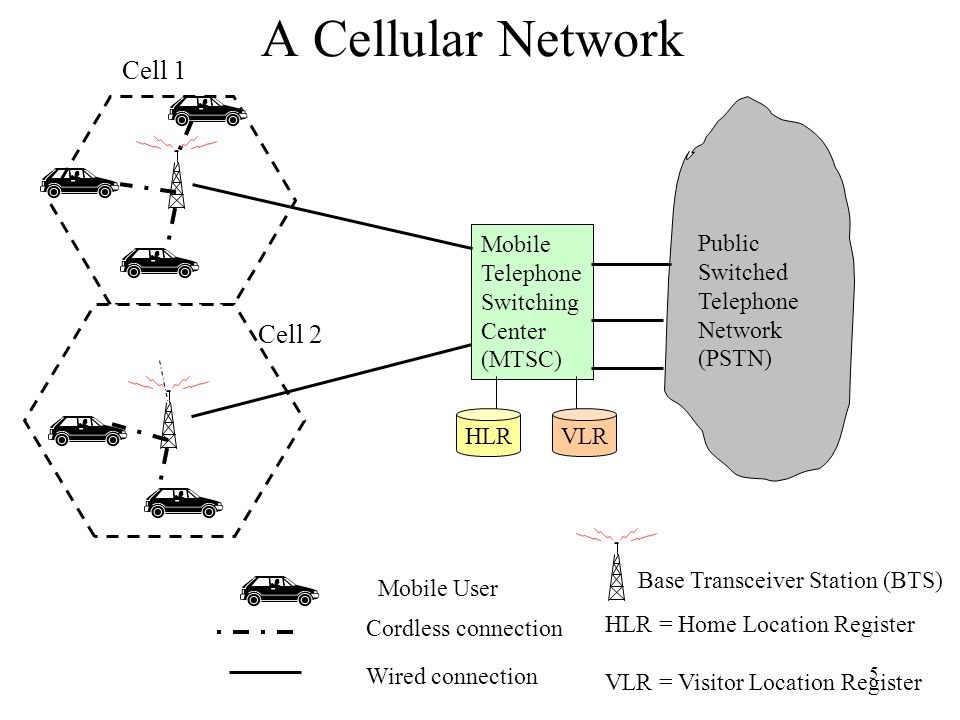 A Cellular Network
Cell 1
Mobile
Telephone
Switching
Center
(MTSC)
Public
Switched
Telephone
Network
(PSTN)
Cell 2
HLR
VLR
Mobile User
Cordless connection
Wired connection
Base Transceiver Station (BTS)
HLR = Home Location Register
VLR = Visitor Location Register
5